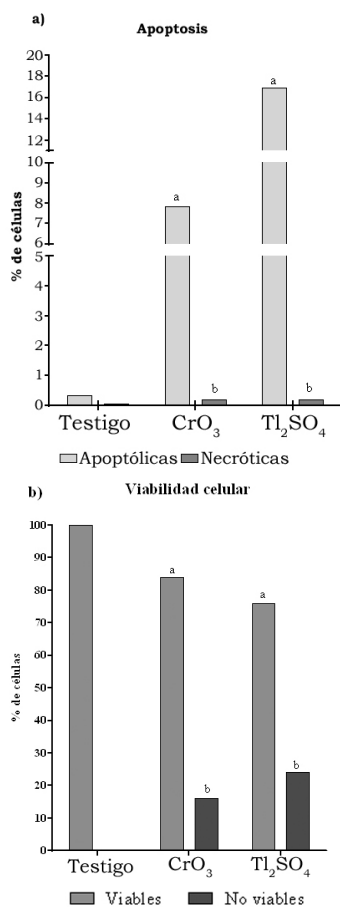 a)
Apoptosis
20
18
16
14
12
10
8
7
6
5
4
3
2
1
0
% de células
a
a
b
b
Testigo CrO₃ Tl₂SO₄
Apoptólicas Necróticas
b)
Viabilidad celular
100
90
80
70
60
50
40
30
20
10
0
% de células
a
a
b
b
Testigo CrO₃ Tl₂SO₄
Viables No viables